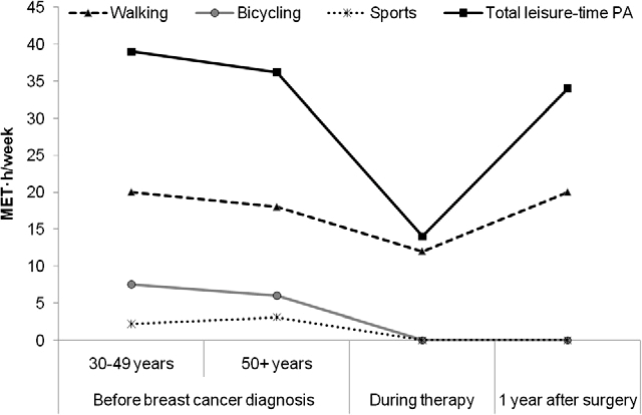 Walking Bicycling Sports Total leisure-time PA
45
40
35
30
25
20
15
10
5
0
MET·h/week
30-49 years 50+ years
Before breast cancer diagnosis During therapy 1 year after surgery